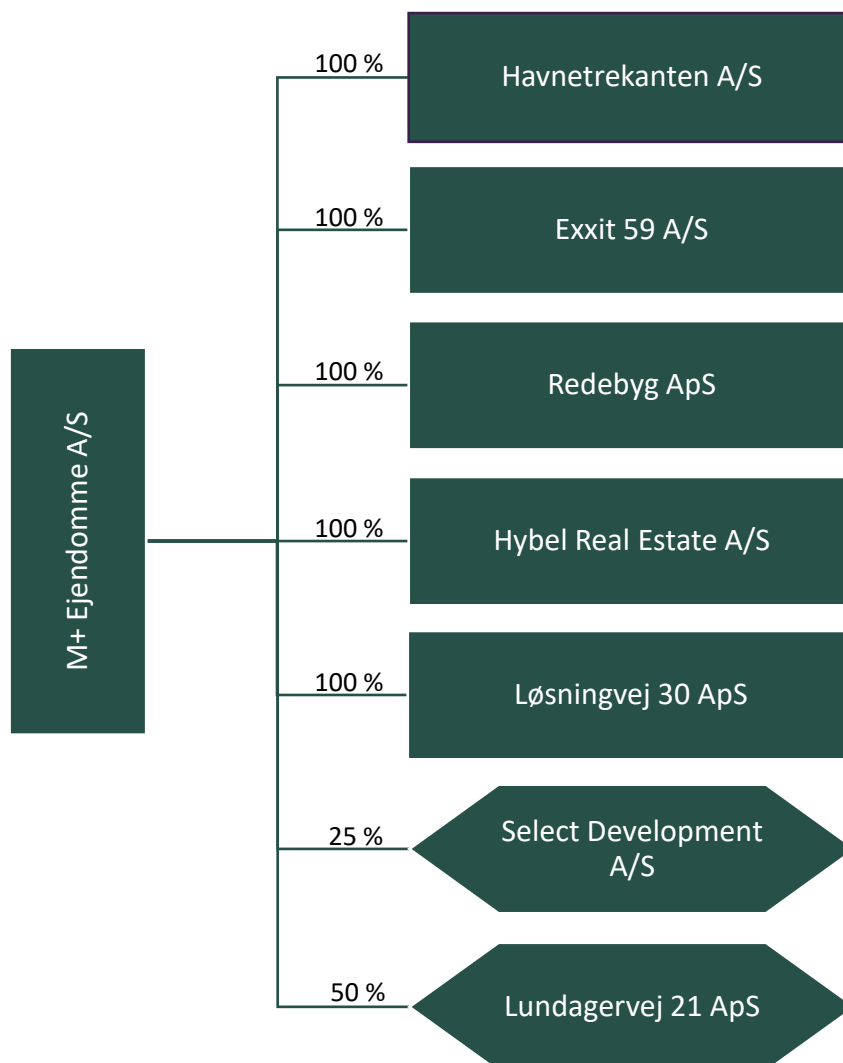 100 %
Havnetrekanten A/S
100 %
Exxit 59 A/S
100 %
Redebyg ApS
M+ Ejendomme A/S
100 %
Hybel Real Estate A/S
100 %
Løsningvej 30 ApS
25 %
Select Development
A/S
50 %
Lundagervej 21 ApS